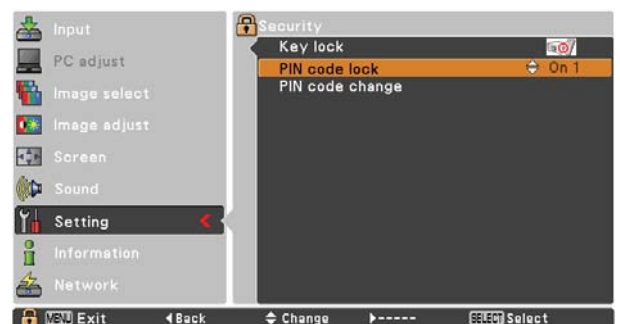 Input
PC adjust
Image select
Image adjust
Screen
Sound
Setting
Information
Network
Security
Key lock
PIN code lock On 1
PIN code change
MENU Exit Back Change ----- SELECT Select